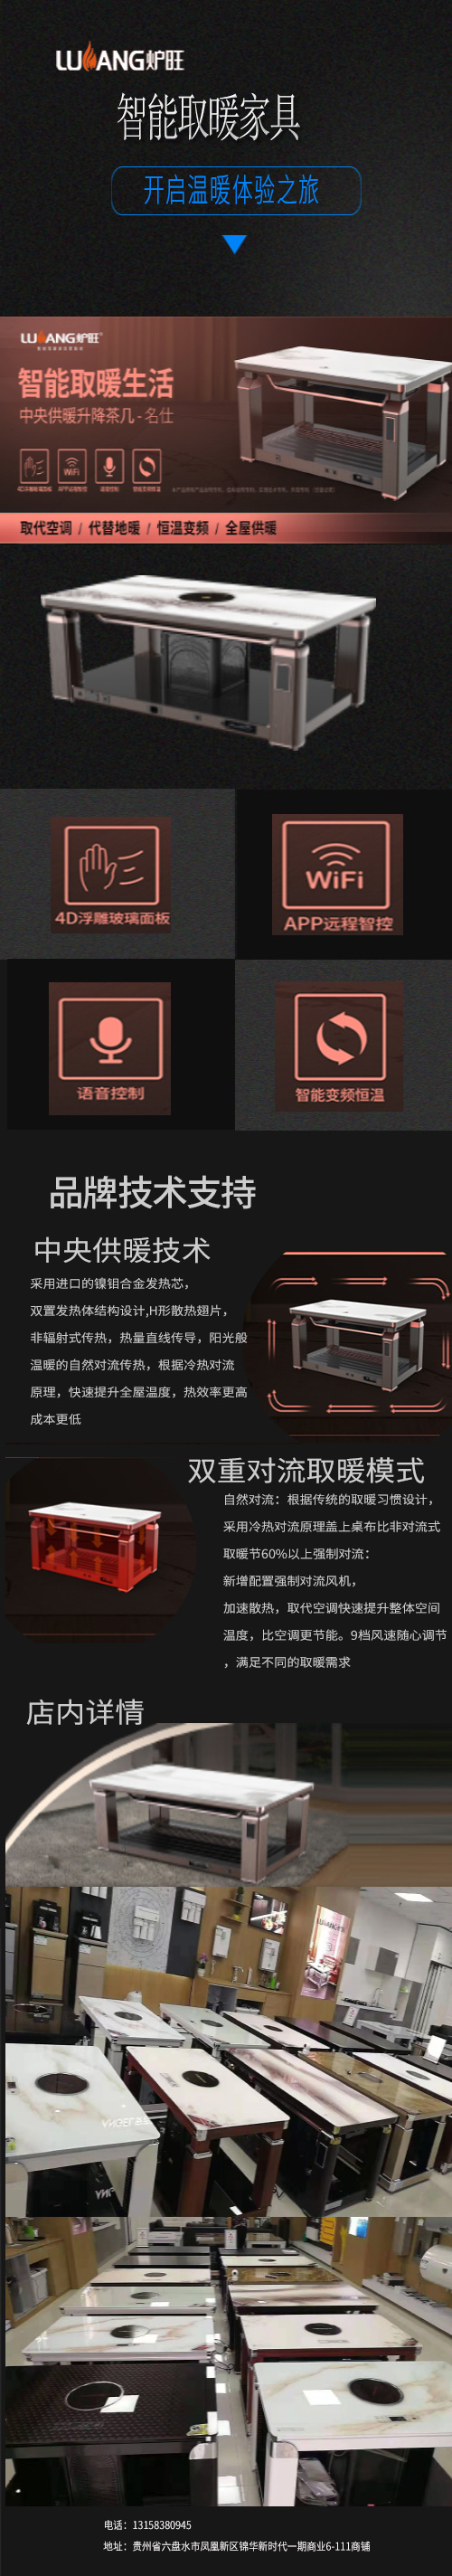 LUWANG炉旺
智能取暖家具
开启温暖体验之旅
LUWANG炉旺
智能取暖生活
中央供暖升降茶几 - 名仕
WiFi
4D浮雕玻璃面板 APP远程智控 语音控制 智能变频恒温
取代空调 / 代替地暖 / 恒温变频 / 全屋供暖
4D浮雕玻璃面板
WiFi
APP远程智控
语音控制
智能变频恒温
品牌技术支持
中央供暖技术
采用进口的镍钼合金发热芯，
双置发热体结构设计,H形散热翅片，
非辐射式传热，热量直线传导，阳光般
温暖的自然对流传热，根据冷热对流
原理，快速提升全屋温度，热效率更高
成本更低
双重对流取暖模式
自然对流：根据传统的取暖习惯设计，
采用冷热对流原理盖上桌布比非对流式
取暖节60%以上强制对流：
新增配置强制对流风机，
加速散热，取代空调快速提升整体空间
温度，比空调更节能。9档风速随心调节
，满足不同的取暖需求
店内详情
电话：13158380945
地址：贵州省六盘水市凤凰新区锦华新时代一期商业6-111商铺